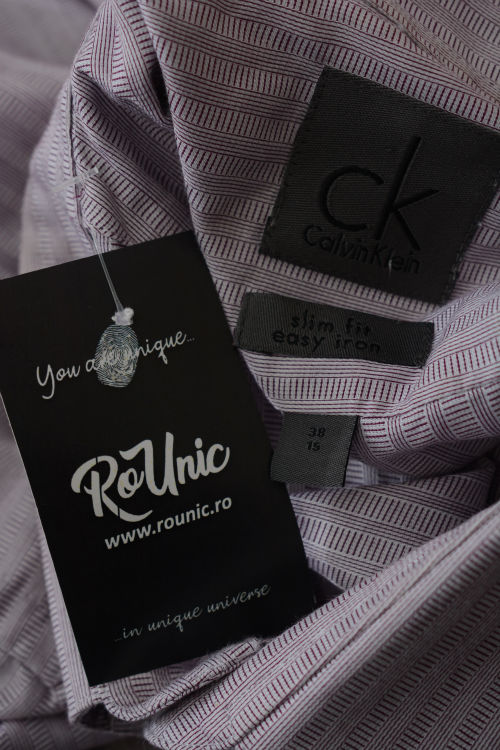 ck
Calvin Klein
slim fit
easy iron
38
15
You are unique...
RoUnic
www.rounic.ro
...in unique universe